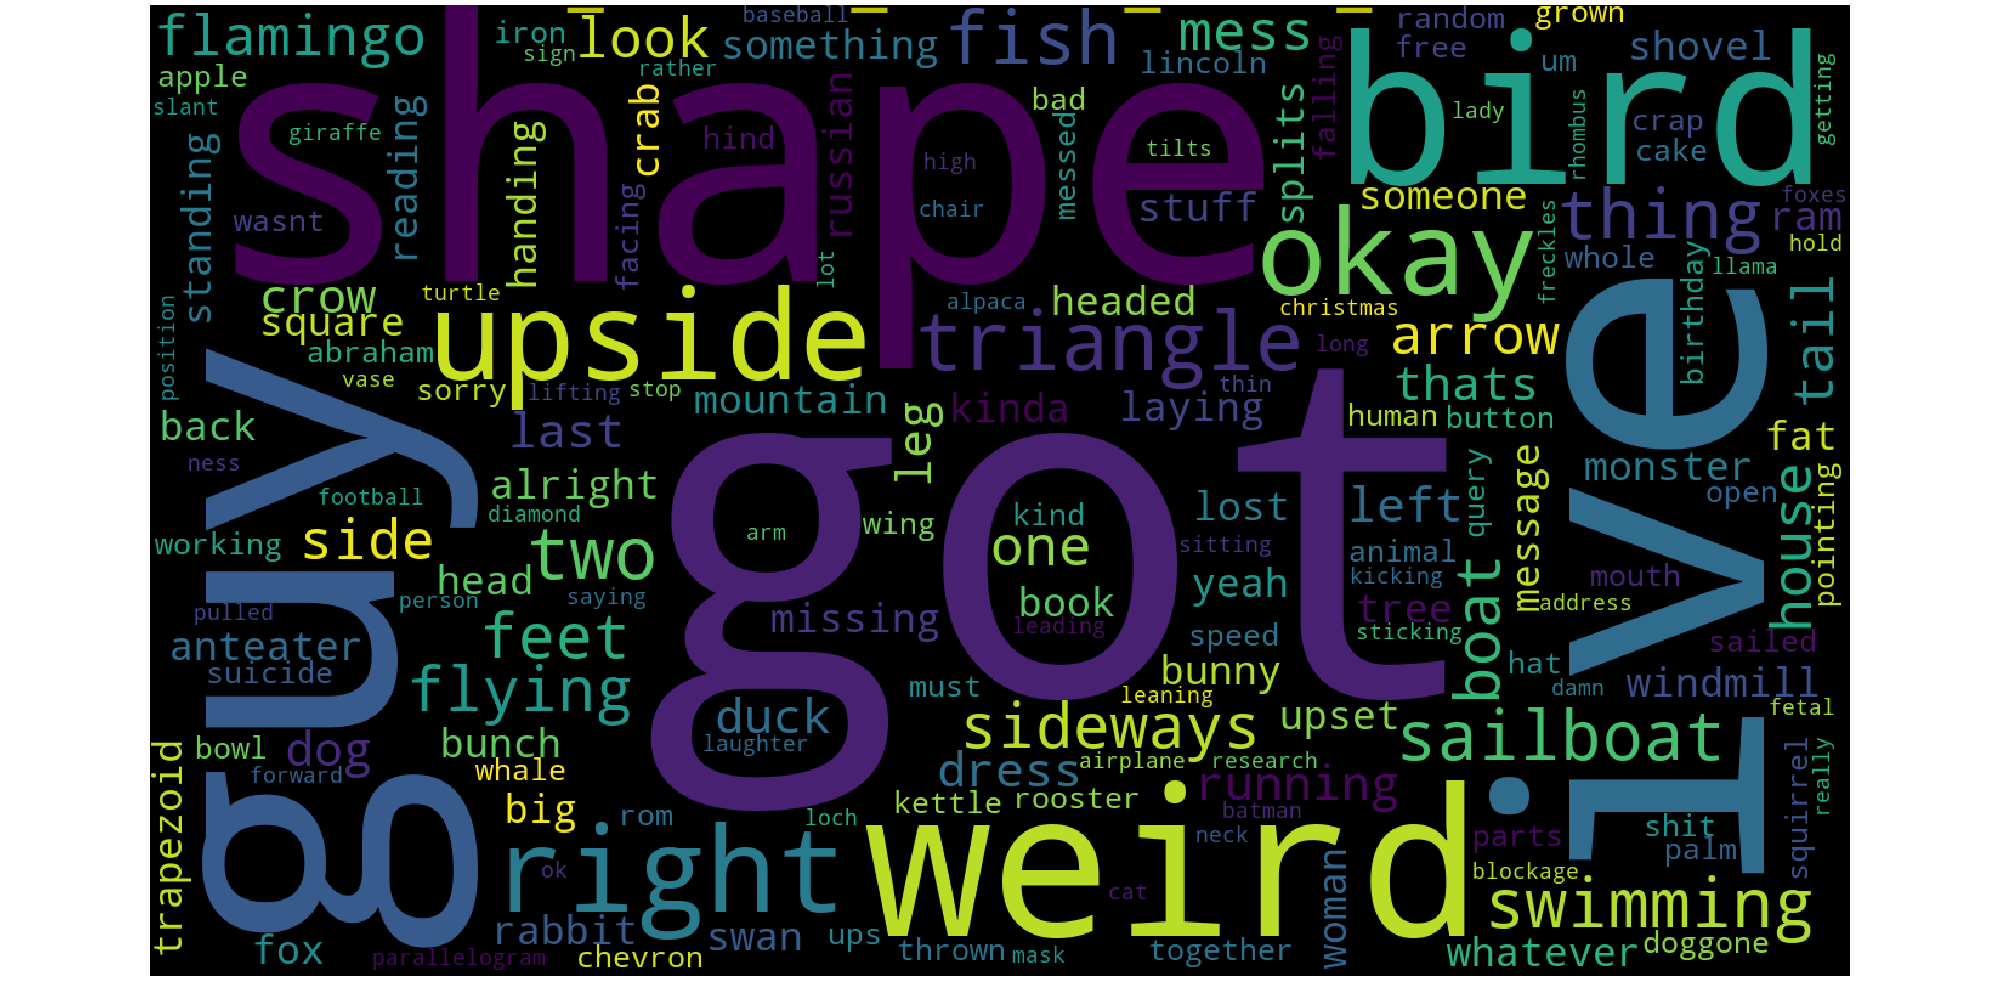 shape
got
i've
guy
weird
bird
upside
right
okay
triangle
fish
thing
sailboat
swimming
sideways
flying
two
flamingo
look
something
mess
random
grown
free
shovel
um
baseball
iron
sign
rather
lincoln
apple
slant
giraffe
reading
standing
wasnt
handing
crab
facing
hind
russian
lot
high
chair
bad
messed
tilts
stuff
splits
falling
someone
lady
rhombus
crap
cake
getting
foxes
ram
hold
whole
llama
freckles
birthday
tail
crow
square
turtle
abraham
vase
position
sorry
lifting
stop
mountain
alpaca
headed
christmas
long
thin
arrow
thats
human
button
laying
kinda
leg
last
back
ness
football
alright
diamond
side
working
head
feet
person
saying
pulled
anteater
suicide
arm
wing
missing
kind
one
book
leading
lost
sitting
yeah
speed
left
query
animal
kicking
tree
sticking
boat
message
address
mouth
monster
open
fat
house
pointing
sailed
windmill
hat
damn
fetal
must
bunny
leaning
upset
duck
laughter
bunch
dog
bowl
forward
trapezoid
whale
big
rom
ok
loch
dress
airplane
research
kettle
rooster
running
batman
neck
cat
parts
blockage
shit
palm
squirrel
really
woman
fox
rabbit
parallelogram
chevron
swan
ups
thrown
mask
together
whatever
doggone